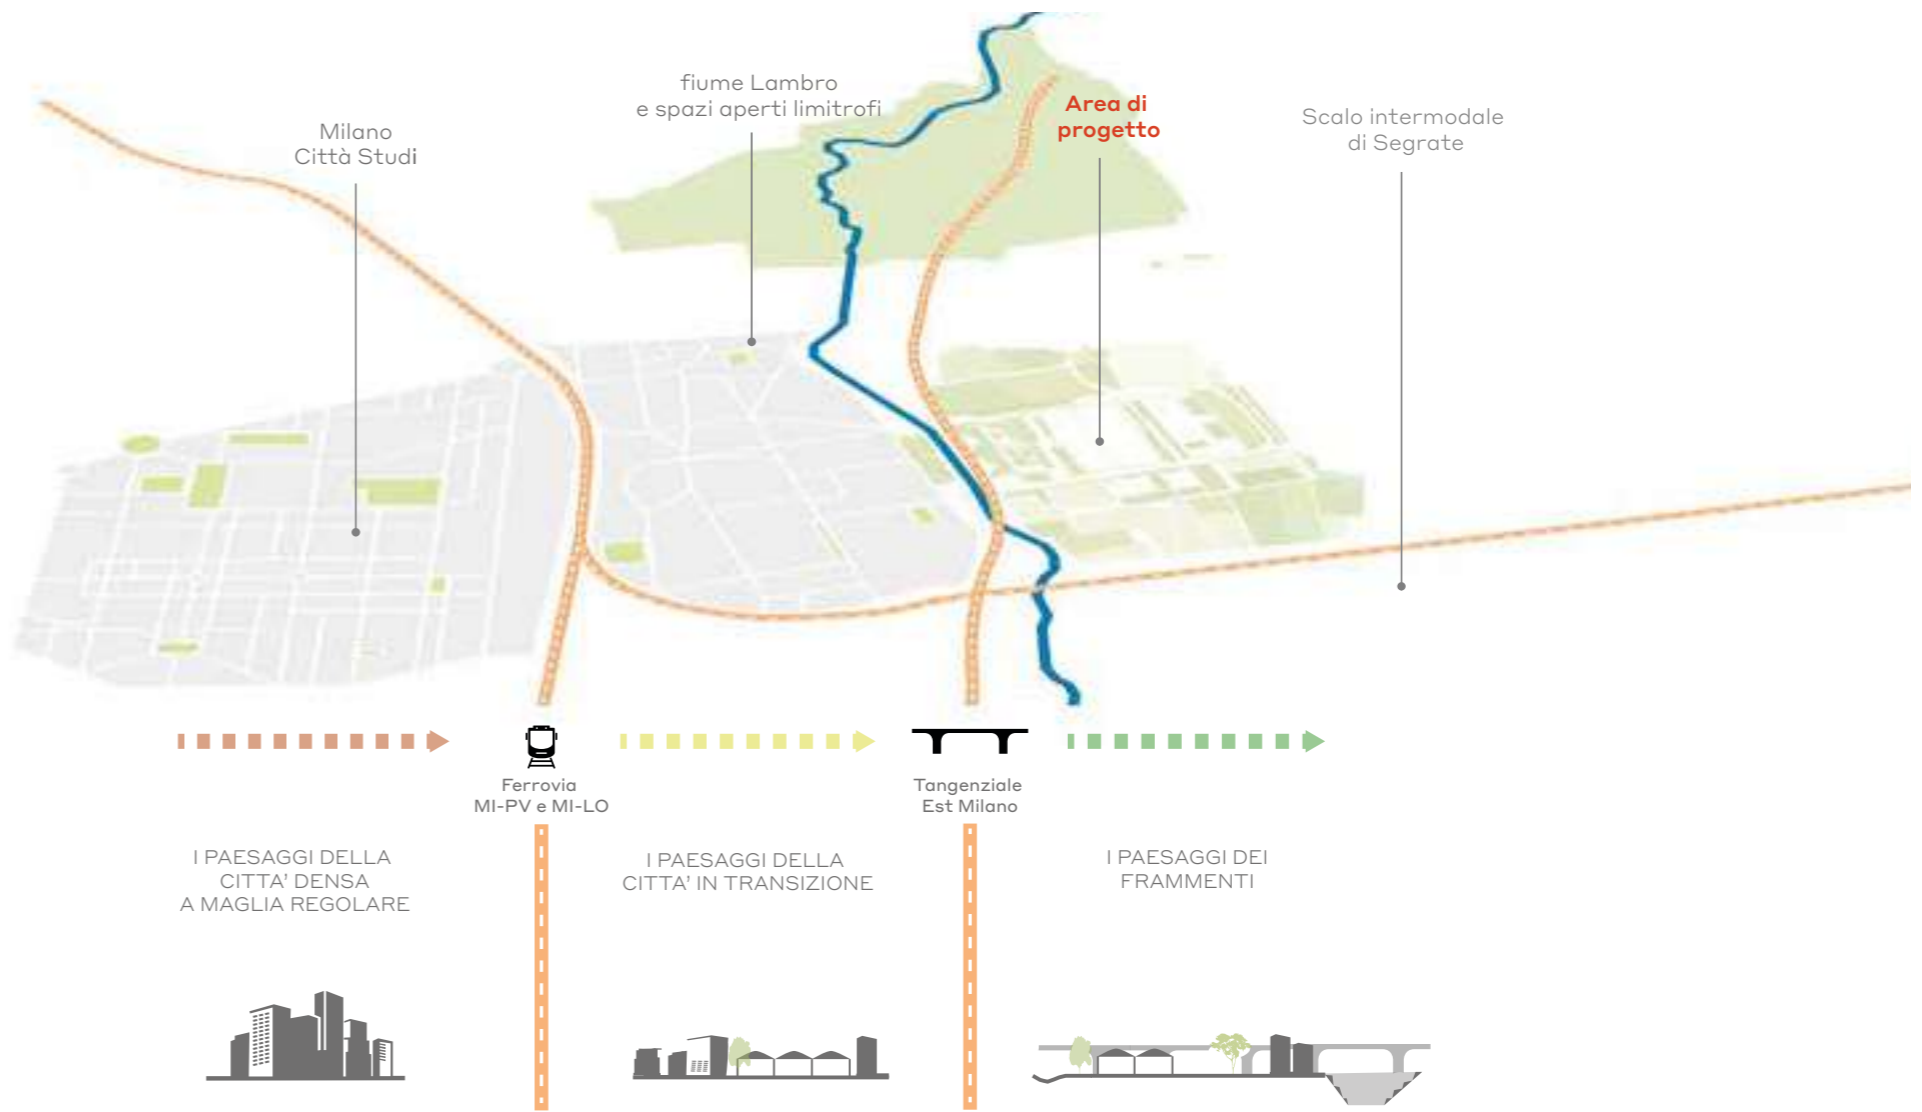 fiume Lambro
e spazi aperti limitrofi
Area di
progetto
Scalo intermodale
di Segrate
Milano
Città Studi
Ferrovia
MI-PV e MI-LO
Tangenziale
Est Milano
I PAESAGGI DELLA
CITTA' DENSA
A MAGLIA REGOLARE
I PAESAGGI DELLA
CITTA' IN TRANSIZIONE
I PAESAGGI DEI
FRAMMENTI